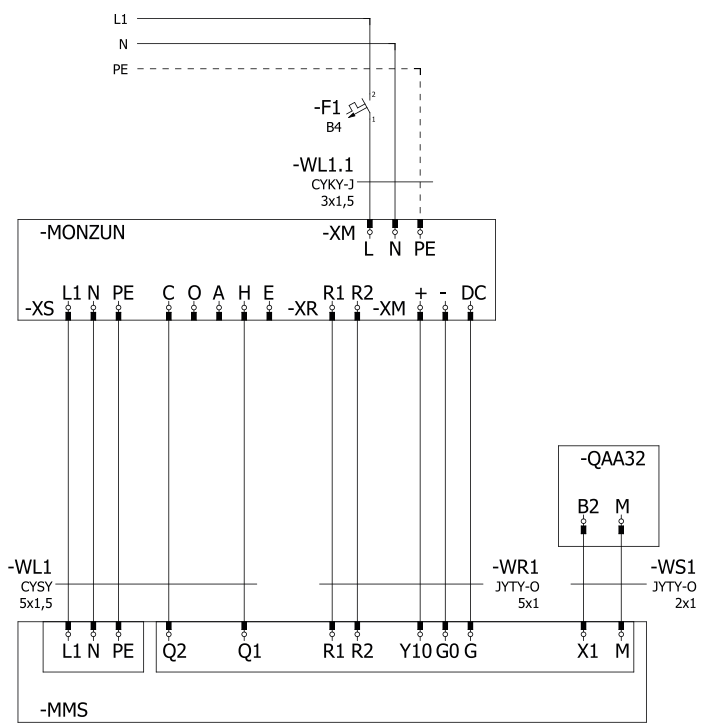 L1
N
PE
2
-F1
1
B4
-WL1.1
CYKY-J
3x1,5
-MONZUN
-XM
L N PE
L1 N PE C O A H E R1 R2 + - DC
-XS -XR -XM
-QAA32
B2 M
-WL1 -WR1 -WS1
CYSY JYTY-O JYTY-O
5x1,5 5x1 2x1
L1 N PE Q2 Q1 R1 R2 Y10 G0 G X1 M
-MMS